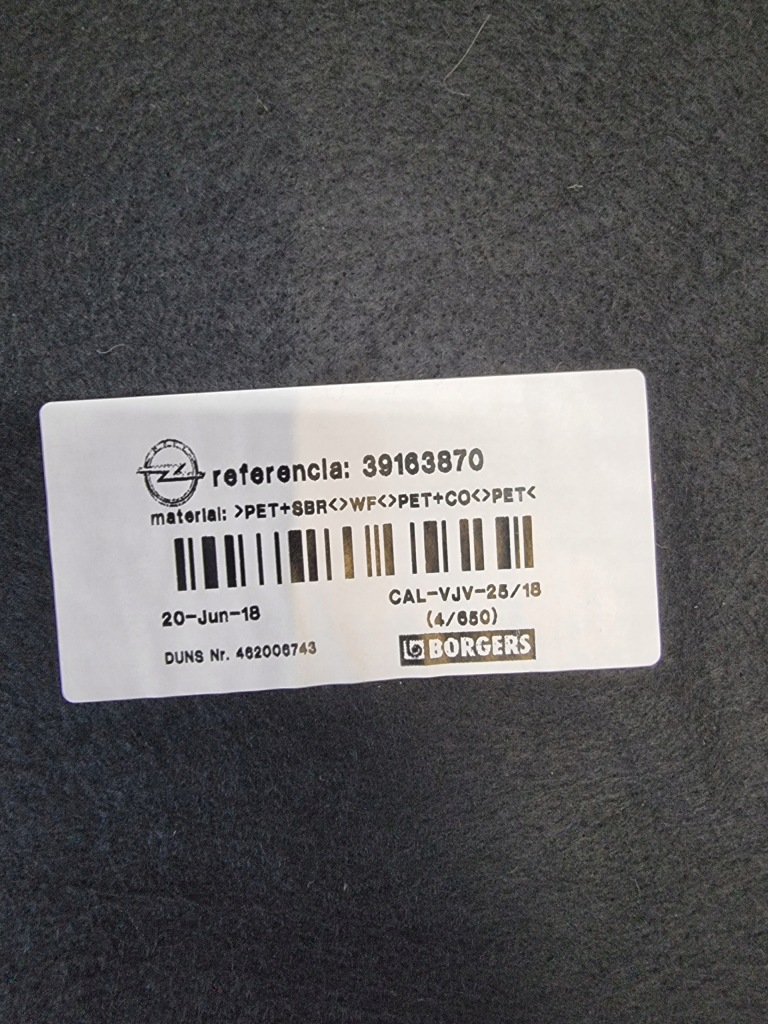 referencia: 39163870
material: >PET+SBR<>WF<>PET+CO<>PET<
20-Jun-18
CAL-VJV-25/18
(4/650)
DUNS Nr. 462006743
BORGERS